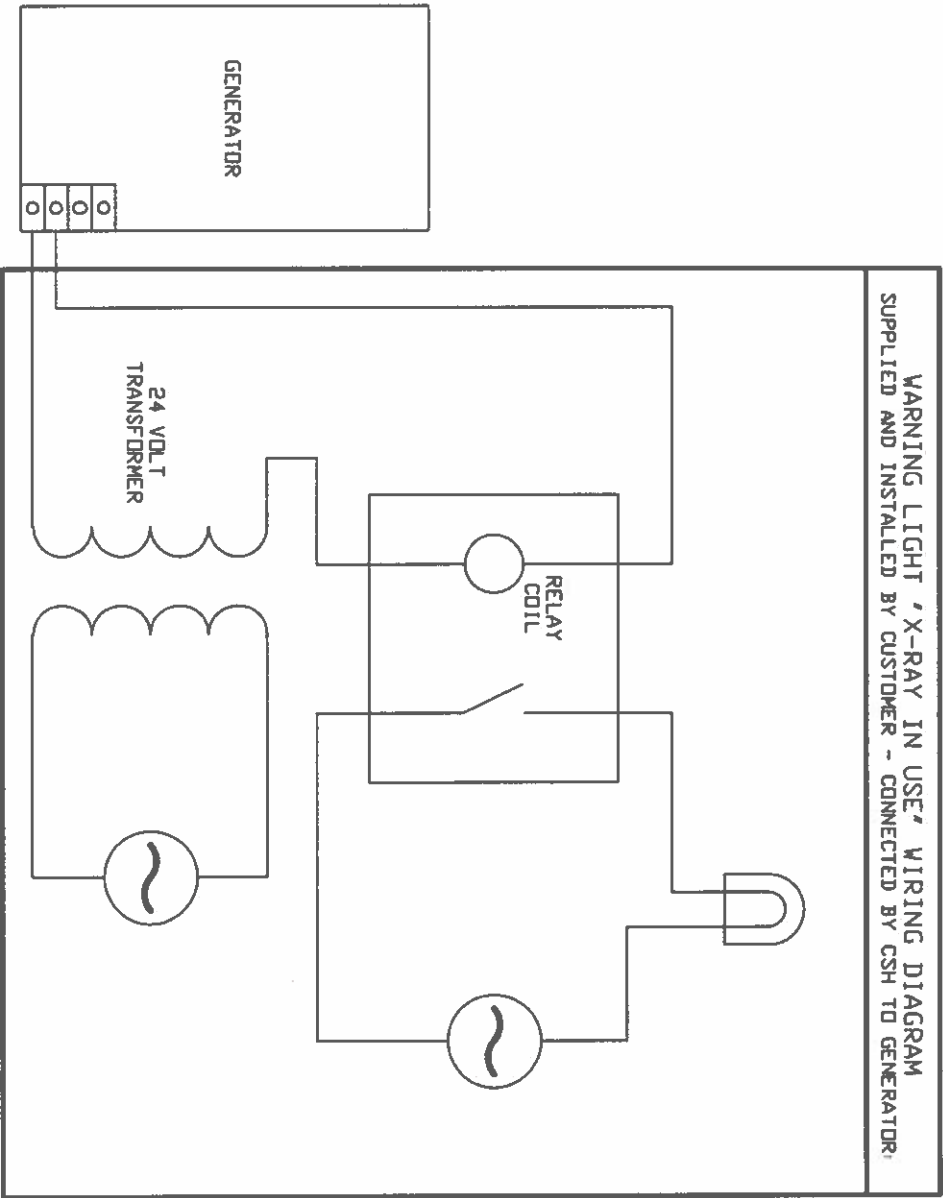 WARNING LIGHT "X-RAY IN USE" WIRING DIAGRAM
SUPPLIED AND INSTALLED BY CUSTOMER - CONNECTED BY CSH TO GENERATOR
GENERATOR
24 VOLT
TRANSFORMER
RELAY
COIL